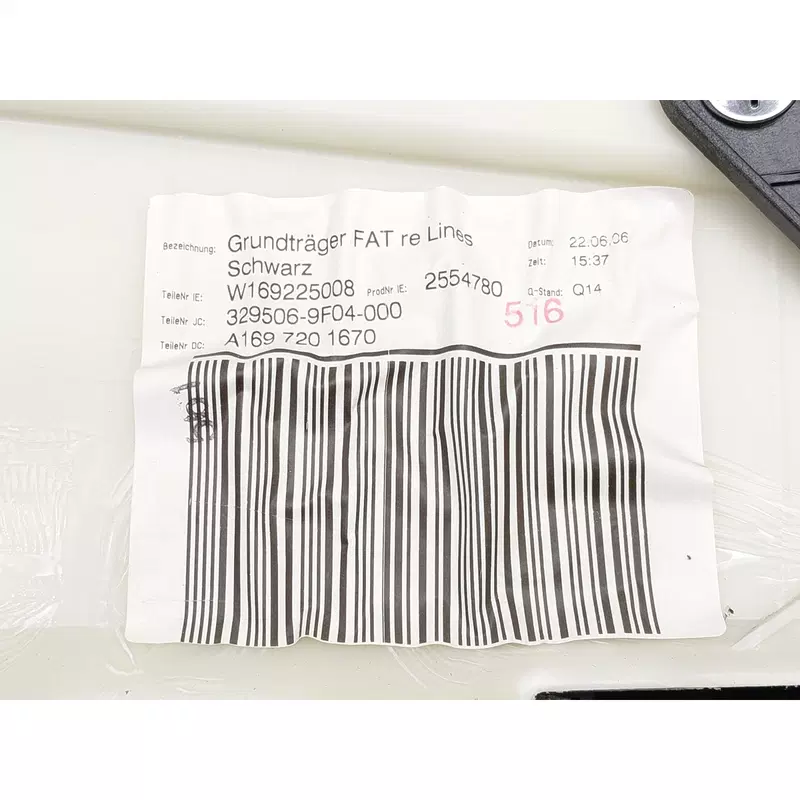 Bezeichnung: Grundträger FAT re Lines
Schwarz
Datum: 22.06.06
Zeit: 15:37
TeileNr IE: W169225008 ProdNr IE: 2554780 Q-Stand: Q14
TeileNr JC: 329506-9F04-000
516
TeileNr DC: A169 720 1670